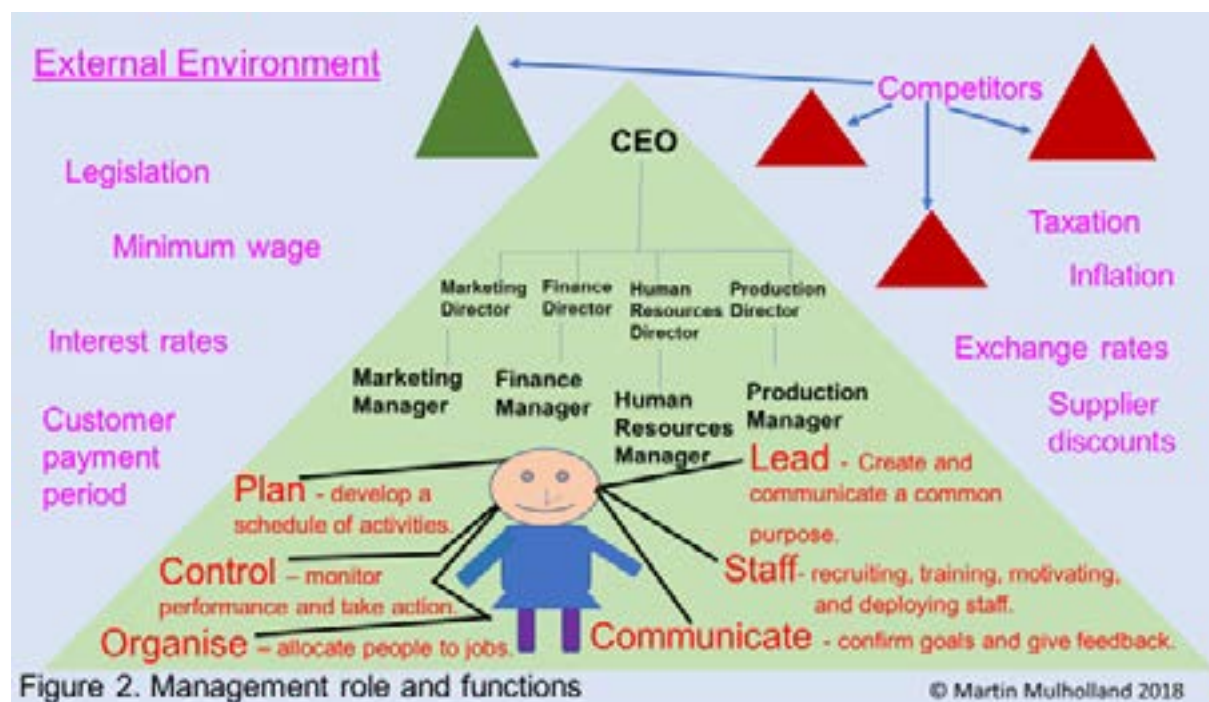 External Environment
Competitors
CEO
Legislation
Minimum wage
Interest rates
Customer
payment
period
Taxation
Inflation
Exchange rates
Supplier
discounts
Marketing
Director
Finance
Director
Human
Resources
Director
Production
Director
Marketing
Manager
Finance
Manager
Human
Resources
Manager
Production
Manager
Plan - develop a
schedule of activities.
Control – monitor
performance and take action.
Organise – allocate people to jobs.
Lead - Create and
communicate a common
purpose.
Staff- recruiting, training, motivating,
and deploying staff.
Communicate - confirm goals and give feedback.
Figure 2. Management role and functions
© Martin Mulholland 2018